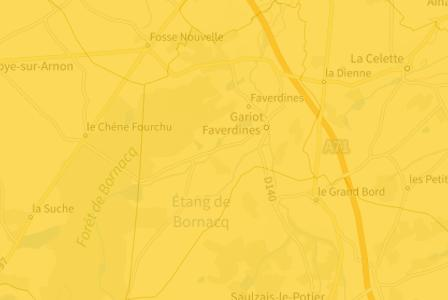 Fosse Nouvelle
oye-sur-Arnon
La Celette
la Dienne
Faverdines
Gariot
Faverdines
le Chêne Fourchu
A71
Forêt de Bornacq
D140
le Grand Bord
les Petit
Étang de
Bornacq
la Suche
Saulzais-le-Potier